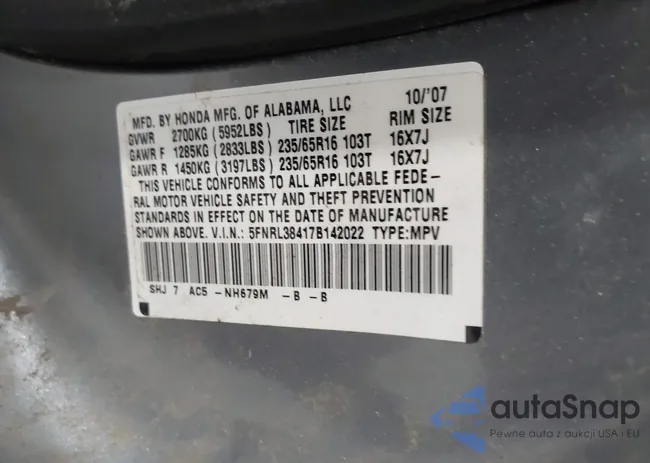 MFD. BY HONDA MFG. OF ALABAMA, LLC 10/'07
GVWR 2700KG (5952LBS) TIRE SIZE RIM SIZE
GAWR F 1285KG (2833LBS) 235/65R16 103T 16X7J
GAWR R 1450KG (3197LBS) 235/65R16 103T 16X7J
THIS VEHICLE CONFORMS TO ALL APPLICABLE FEDE-
RAL MOTOR VEHICLE SAFETY AND THEFT PREVENTION
STANDARDS IN EFFECT ON THE DATE OF MANUFACTURE
SHOWN ABOVE. V.I.N.: 5FNRL38417B142022 TYPE:MPV
SHJ 7 AC5 -NH679M -B -B
autaSnap
Pewne auta z aukcji USA i EU